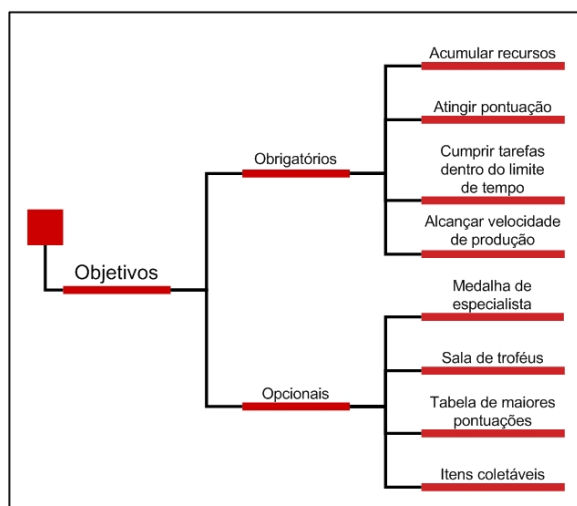 Objetivos
Obrigatórios
Acumular recursos
Atingir pontuação
Cumprir tarefas
dentro do limite
de tempo
Alcançar velocidade
de produção
Opcionais
Medalha de
especialista
Sala de troféus
Tabela de maiores
pontuações
Itens coletáveis